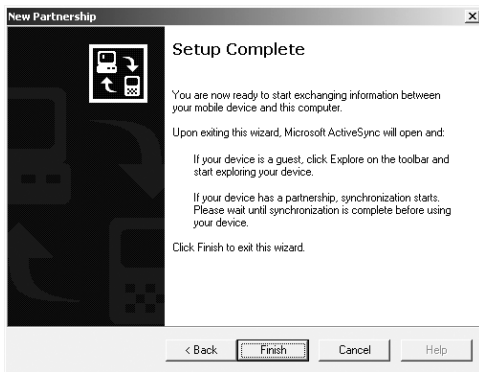 New Partnership
Setup Complete
You are now ready to start exchanging information between
your mobile device and this computer.
Upon exiting this wizard, Microsoft ActiveSync will open and:
If your device is a guest, click Explore on the toolbar and
start exploring your device.
If your device has a partnership, synchronization starts.
Please wait until synchronization is complete before using
your device.
Click Finish to exit this wizard.
< Back
Finish
Cancel
Help